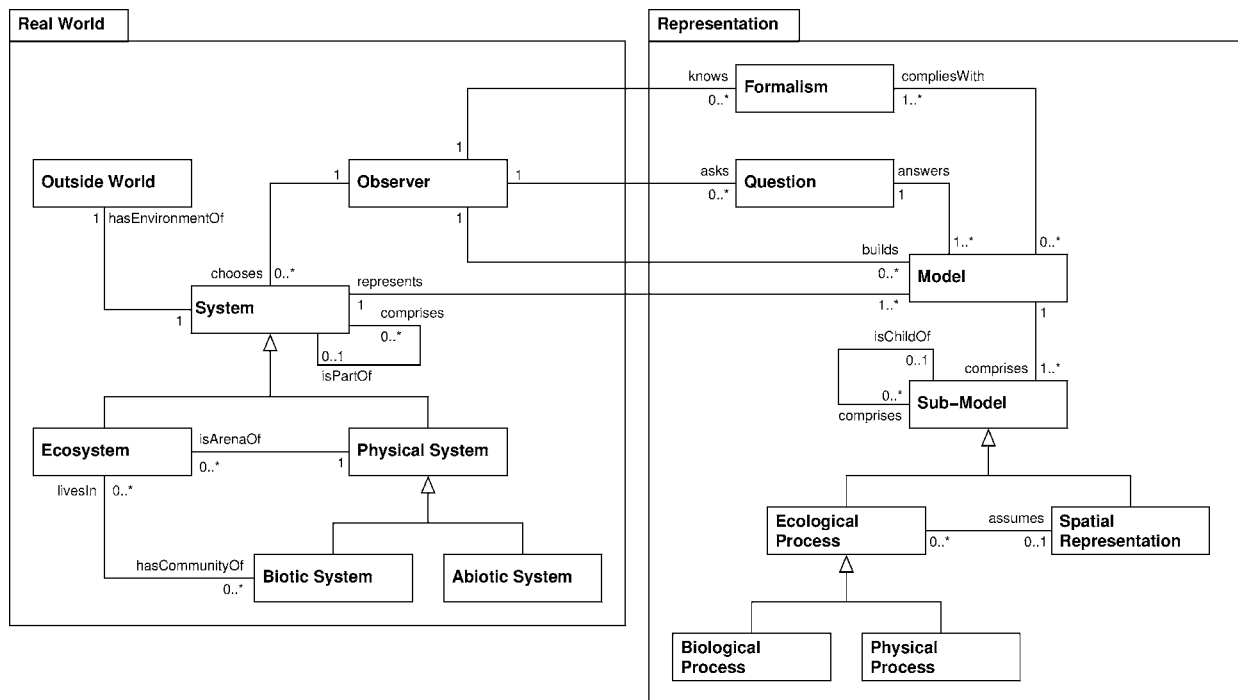 Real World
Representation
knows
0..*
Formalism
compliesWith
1..*
1
Outside World
1
Observer
1
asks
0..*
Question
answers
1
1
hasEnvironmentOf
1
chooses
0..*
builds
0..*
1..*
0..*
Model
System
1
represents
1
1..*
1
comprises
0..*
0..1
isPartOf
isChildOf
0..1
comprises
1..*
0..*
comprises
Sub–Model
Ecosystem
isArenaOf
0..*
1
Physical System
livesIn
0..*
hasCommunityOf
0..*
Biotic System
Abiotic System
Ecological
Process
assumes
0..*
0..1
Spatial
Representation
Biological
Process
Physical
Process